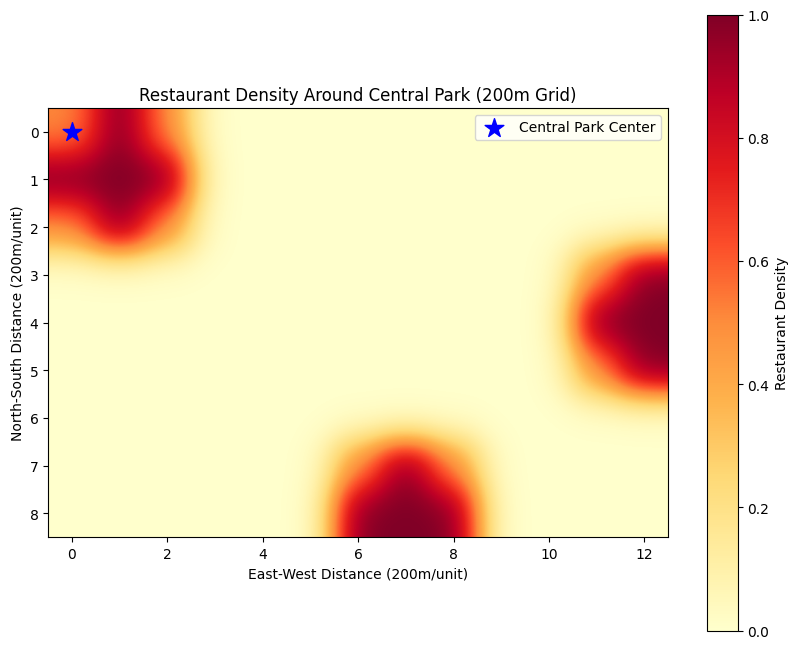 Restaurant Density Around Central Park (200m Grid)
Central Park Center
0
1
2
3
4
5
6
7
8
North-South Distance (200m/unit)
0 2 4 6 8 10 12
East-West Distance (200m/unit)
1.0
0.8
0.6
0.4
0.2
0.0
Restaurant Density